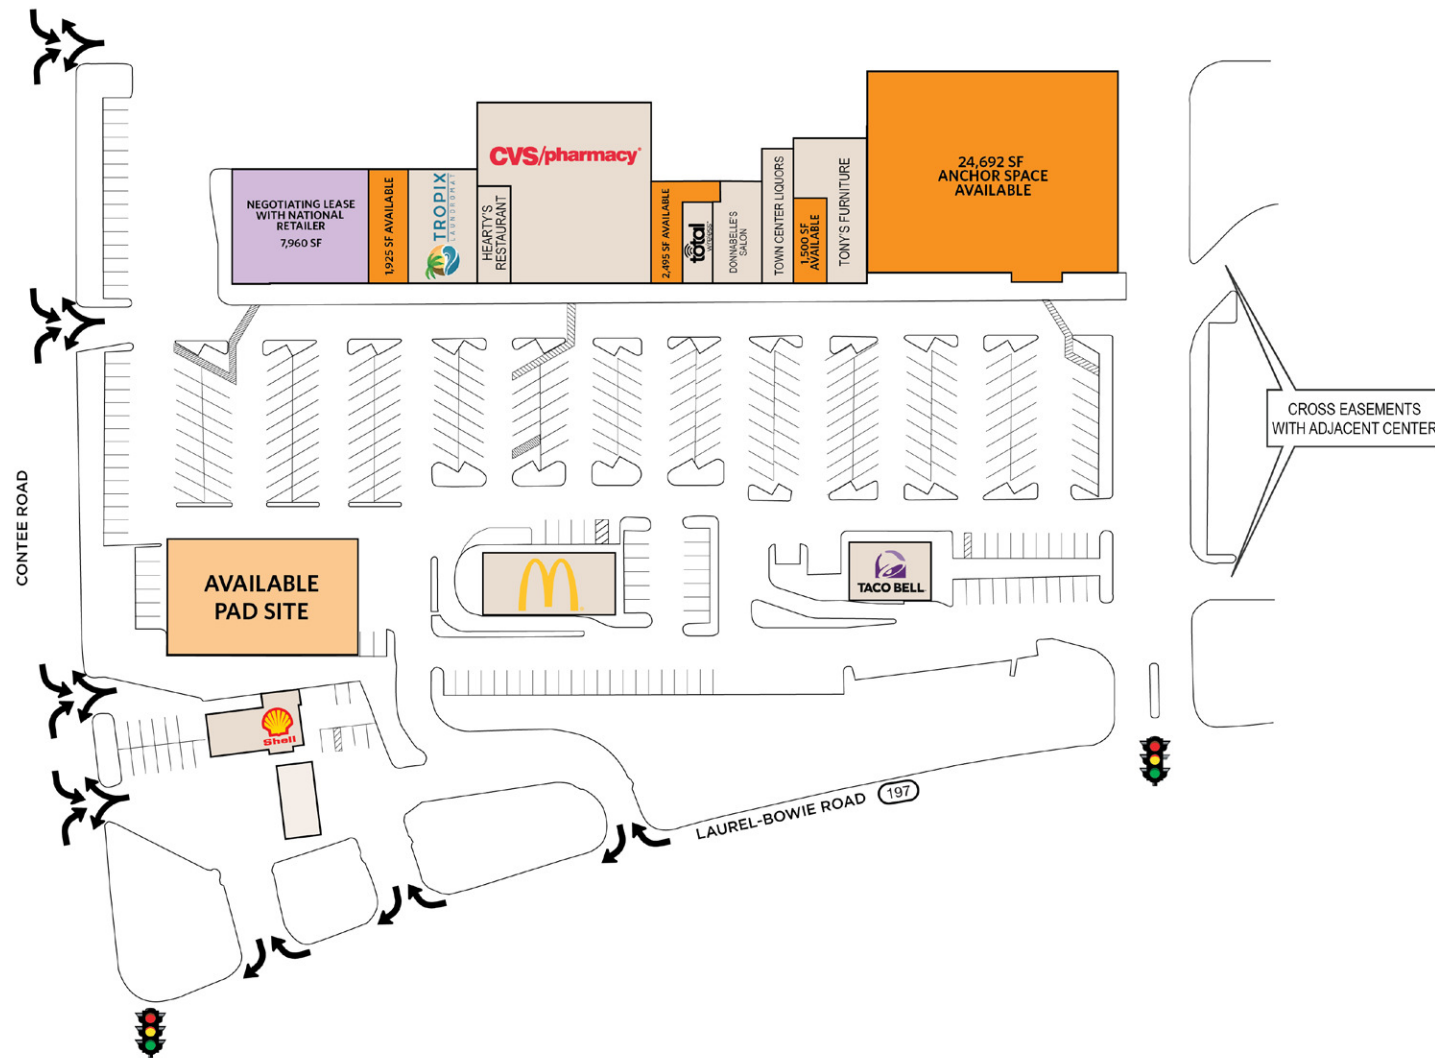 NEGOTIATING LEASE
WITH NATIONAL
RETAILER
7,960 SF
1,925 SF AVAILABLE
TROPIX
LAUNDROMAT
HEARTY'S
RESTAURANT
CVS/pharmacy
2,495 SF AVAILABLE
total
WIRELESS
DONNABELLE'S
SALON
TOWN CENTER LIQUORS
1,500 SF
AVAILABLE
TONY'S FURNITURE
24,692 SF
ANCHOR SPACE
AVAILABLE
CROSS EASEMENTS
WITH ADJACENT CENTER
CONTEE ROAD
AVAILABLE
PAD SITE
TACO BELL
Shell
LAUREL-BOWIE ROAD 197